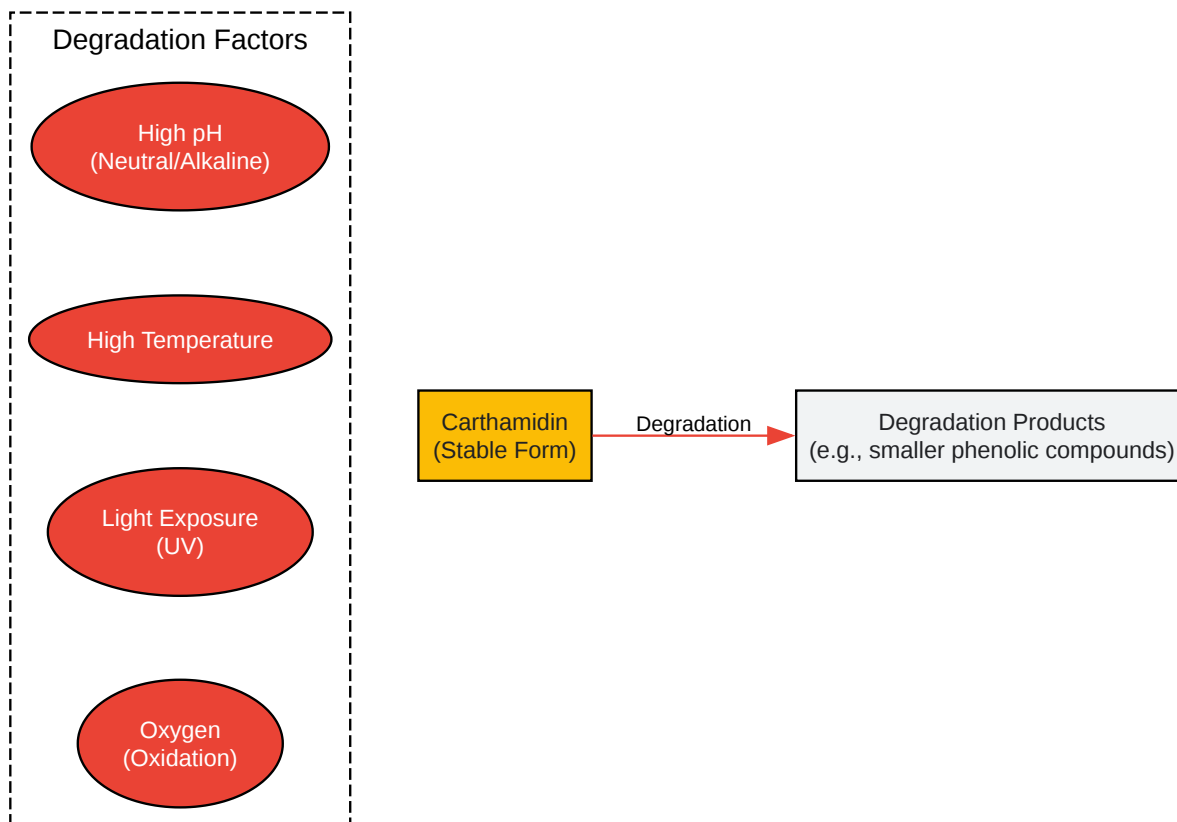 Degradation Factors
High pH
(Neutral/Alkaline)
High Temperature
Light Exposure
(UV)
Oxygen
(Oxidation)
Carthamidin
(Stable Form)
Degradation
Degradation Products
(e.g., smaller phenolic compounds)